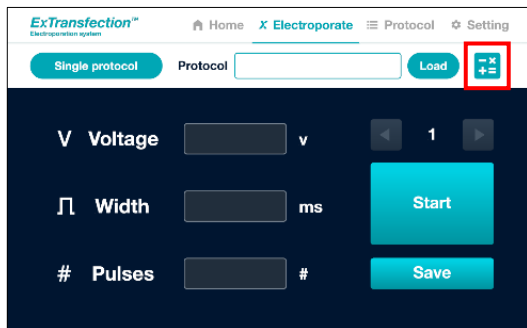 ExTransfection™
Electroporation system
Home
X Electroporate
Protocol
Setting
Single protocol
Protocol
Load
V Voltage
v
1
Width
ms
Start
# Pulses
#
Save